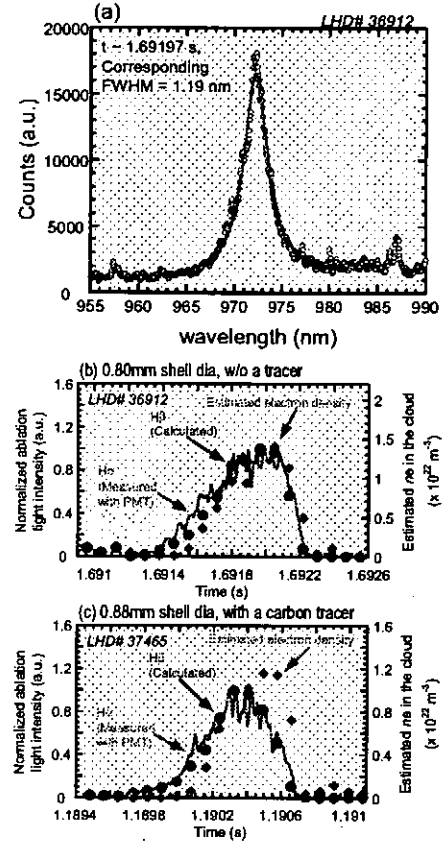 (a)
LHD# 36912
t ~ 1.69197 s,
Corresponding
FWHM = 1.19 nm
Counts (a.u.)
20000
15000
10000
5000
0
955 960 965 970 975 980 985 990
wavelength (nm)
(b) 0.80mm shell dia, w/o a tracer
LHD# 36912
Hβ
(Calculated)
Estimated electron density
(Measured
with PMT)
Normalized ablation
light intensity (a.u.)
1.6
1.2
0.8
0.4
0
2
1.5
1
0.5
0
Estimated ne in the cloud
(x 10²² m⁻³)
1.691 1.6914 1.6918 1.6922 1.6926
Time (s)
(c) 0.88mm shell dia, with a carbon tracer
LHD# 37465
Estimated electron density
(Calculated)
(Measured
with PMT)
Normalized ablation
light intensity (a.u.)
1.6
1.2
0.8
0.4
0
1.6
1.2
0.8
0.4
0
Estimated ne in the cloud
(x 10²² m⁻³)
1.1894 1.1898 1.1902 1.1906 1.191
Time (s)